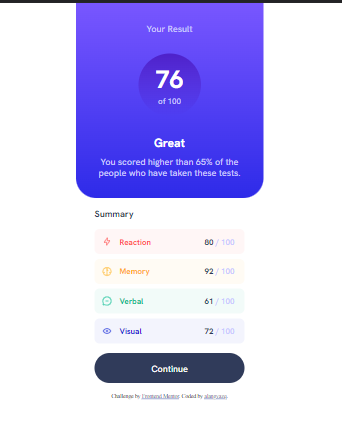 Your Result
76
of 100
Great
You scored higher than 65% of the
people who have taken these tests.
Summary
Reaction 80 / 100
Memory 92 / 100
Verbal 61 / 100
Visual 72 / 100
Continue
Challenge by Frontend Mentor. Coded by